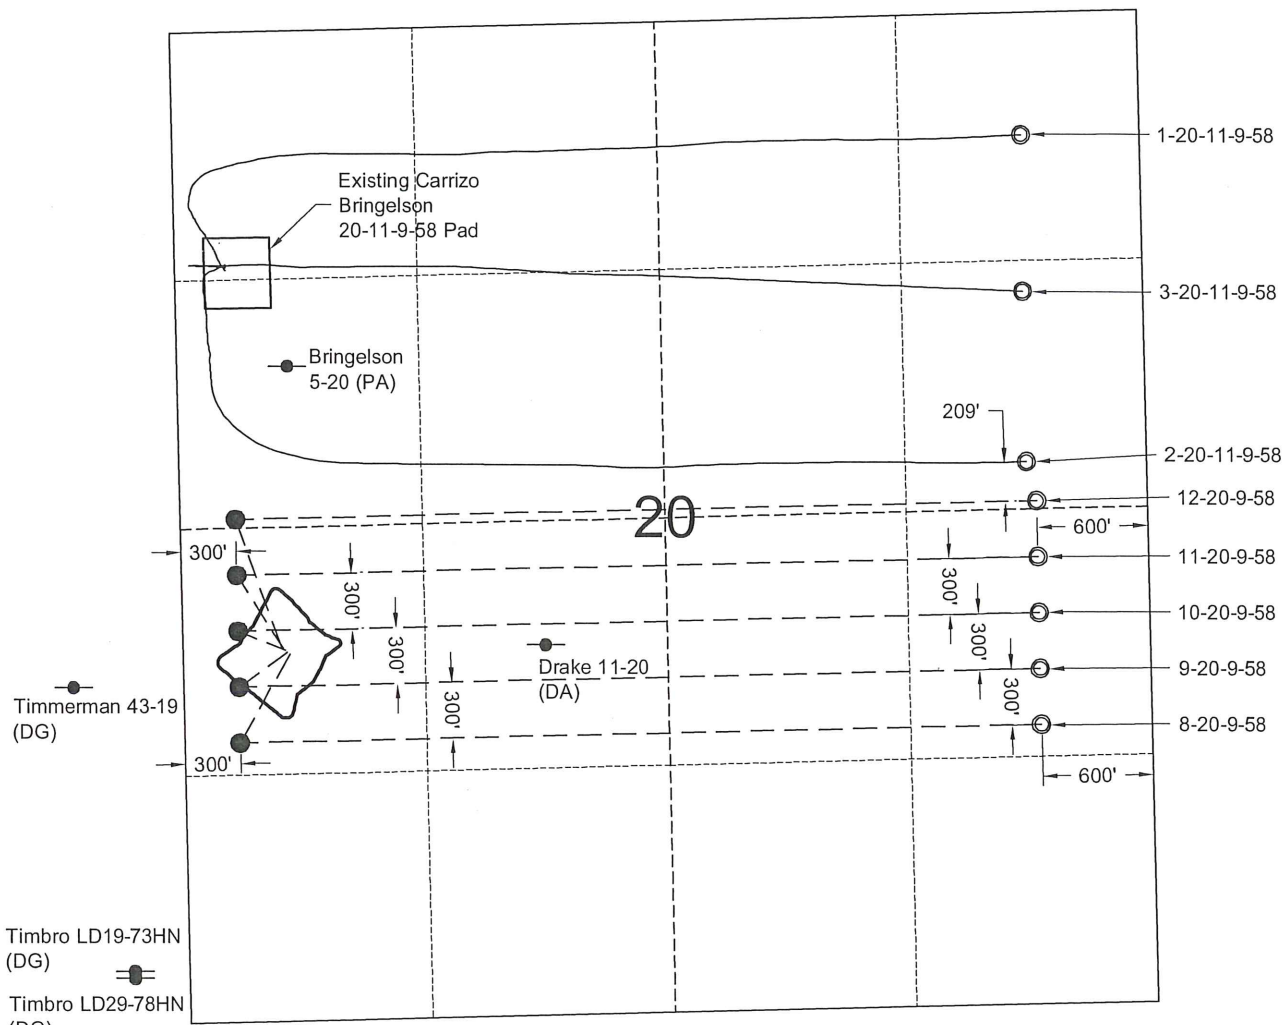 1-20-11-9-58
Existing Carrizo
Bringelson
20-11-9-58 Pad
3-20-11-9-58
Bringelson
5-20 (PA)
209'
2-20-11-9-58
12-20-9-58
20
600'
300'
11-20-9-58
300'
300'
10-20-9-58
300'
300'
9-20-9-58
Drake 11-20
(DA)
300'
300'
Timmerman 43-19
(DG)
8-20-9-58
300'
600'
Timbro LD19-73HN
(DG)
Timbro LD29-78HN
(DG)